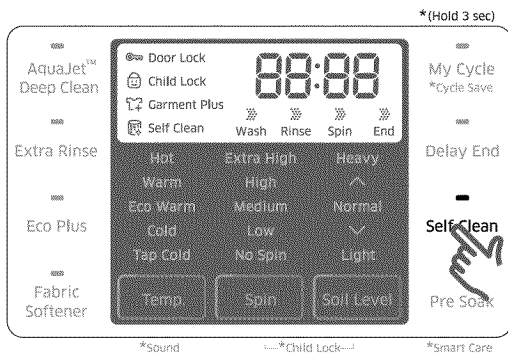 *(Hold 3 sec)
AquaJet™
Deep Clean
Extra Rinse
Eco Plus
Fabric
Softener
Door Lock
Child Lock
Garment Plus
Self Clean
88:88
Wash Rinse Spin End
Hot Extra High Heavy
Warm High
Eco Warm Medium Normal
Cold Low
Tap Cold No Spin Light
Temp. Spin Soil Level
My Cycle
*Cycle Save
Delay End
Self Clean
Pre Soak
*Sound *Child Lock *Smart Care